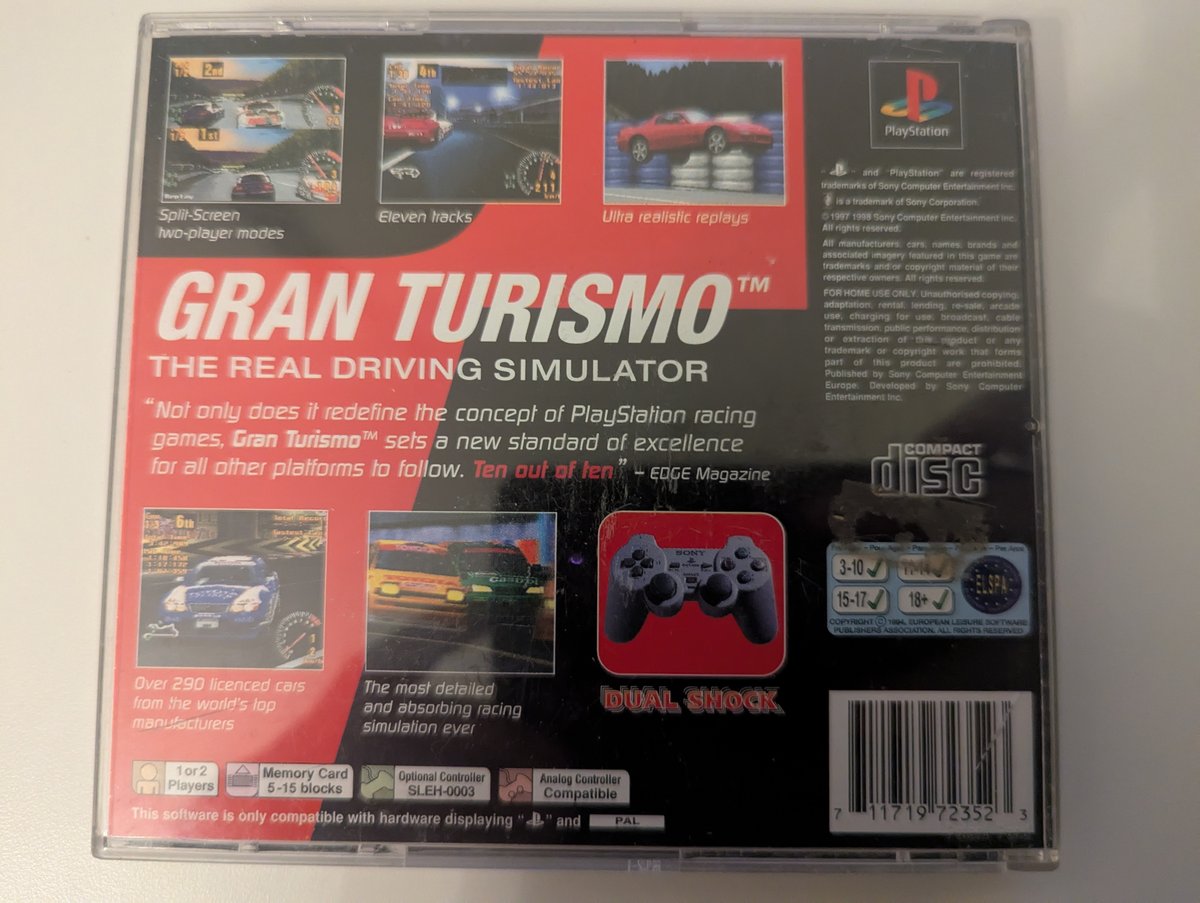 2nd
1st
Split-Screen
two-player modes
4th
Eleven tracks
Ultra realistic replays
PlayStation
" " and "PlayStation" are registered
trademarks of Sony Computer Entertainment Inc.
is a trademark of Sony Corporation.
© 1997 1998 Sony Computer Entertainment Inc.
All rights reserved.
All manufacturers, cars, names, brands and
associated imagery featured in this game are
trademarks and/or copyright material of their
respective owners. All rights reserved.
FOR HOME USE ONLY. Unauthorised copying,
adaptation, rental, lending, re-sale, arcade
use, charging for use, broadcast, cable
transmission, public performance, distribution
or extraction of this product or any
trademark or copyright work that forms
part of this product are prohibited.
Published by Sony Computer Entertainment
Europe. Developed by Sony Computer
Entertainment Inc.
GRAN TURISMO™
THE REAL DRIVING SIMULATOR
"Not only does it redefine the concept of PlayStation racing
games, Gran Turismo™ sets a new standard of excellence
for all other platforms to follow. Ten out of ten" – EDGE Magazine
COMPACT
disc
6th
Over 290 licenced cars
from the world's top
manufacturers
The most detailed
and absorbing racing
simulation ever
SONY
DUAL SHOCK
3-10 11-14
15-17 18+
ELSPA
COPYRIGHT © 1994, EUROPEAN LEISURE SOFTWARE
PUBLISHERS ASSOCIATION. ALL RIGHTS RESERVED
1 or 2
Players
Memory Card
5-15 blocks
Optional Controller
SLEH-0003
Analog Controller
Compatible
This software is only compatible with hardware displaying " " and PAL
7 11719 72352 3